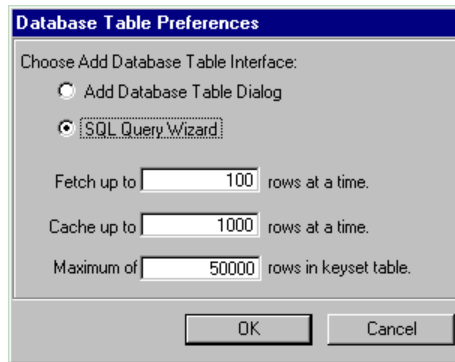 Database Table Preferences
Choose Add Database Table Interface:
Add Database Table Dialog
SQL Query Wizard
Fetch up to 100 rows at a time.
Cache up to 1000 rows at a time.
Maximum of 50000 rows in keyset table.
OK Cancel